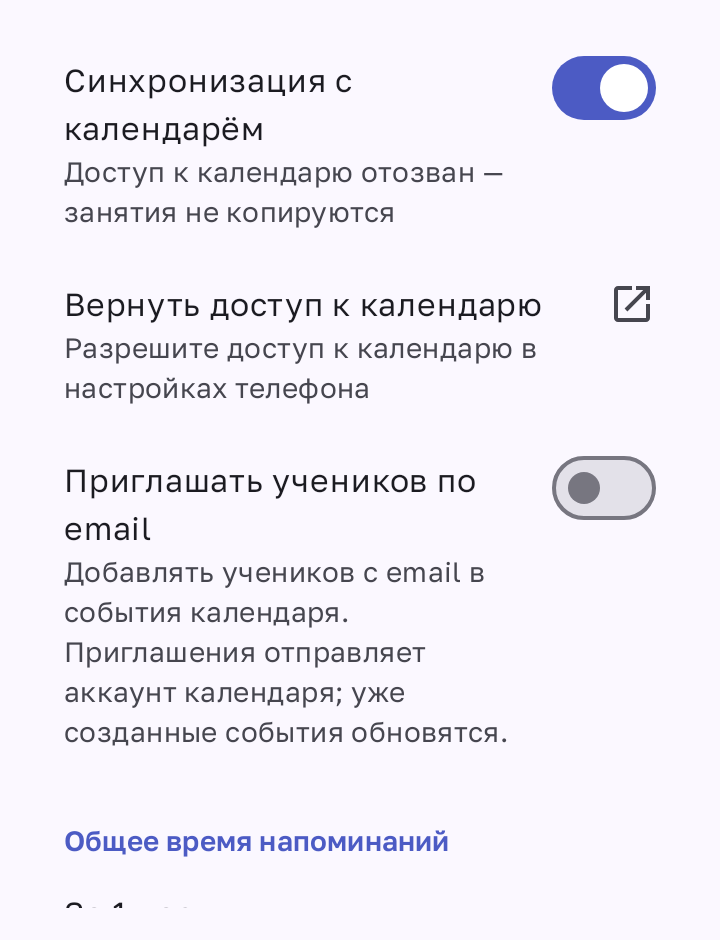 Синхронизация с
календарём
Доступ к календарю отозван —
занятия не копируются
Вернуть доступ к календарю
Разрешите доступ к календарю в
настройках телефона
Приглашать учеников по
email
Добавлять учеников с email в
события календаря.
Приглашения отправляет
аккаунт календаря; уже
созданные события обновятся.
Общее время напоминаний